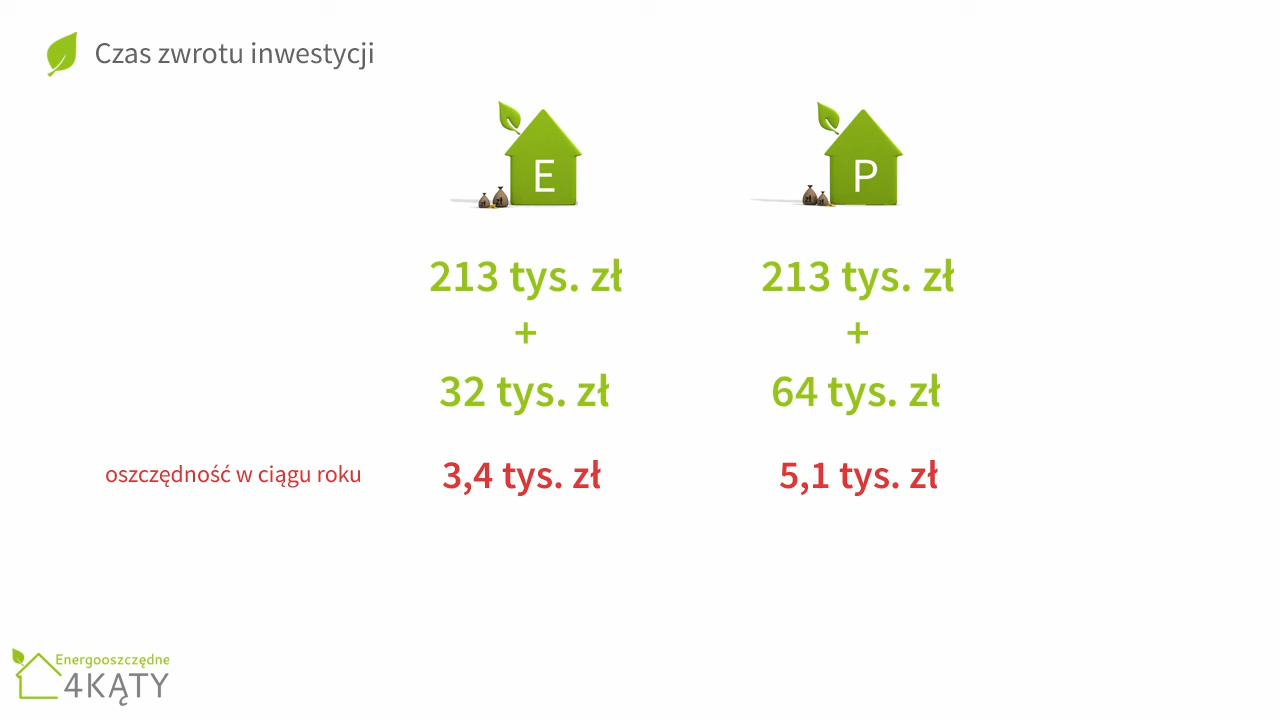 Czas zwrotu inwestycji
E
P
213 tys. zł
213 tys. zł
+
+
32 tys. zł
64 tys. zł
oszczędność w ciągu roku
3,4 tys. zł
5,1 tys. zł
Energooszczędne
4KĄTY